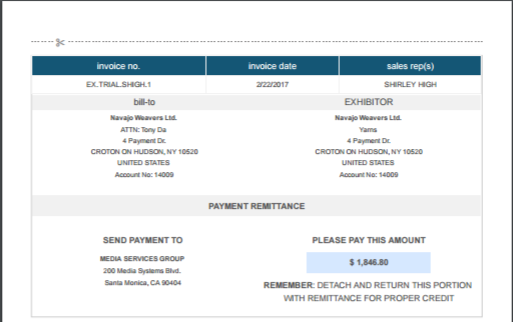 invoice no. invoice date sales rep(s)
EX.TRIAL.SHIGH.1 2/22/2017 SHIRLEY HIGH
bill-to EXHIBITOR
Navajo Weavers Ltd. Navajo Weavers Ltd.
ATTN: Tony Da Yarns
4 Payment Dr. 4 Payment Dr.
CROTON ON HUDSON, NY 10520 CROTON ON HUDSON, NY 10520
UNITED STATES UNITED STATES
Account No: 14009 Account No: 14009
PAYMENT REMITTANCE
SEND PAYMENT TO PLEASE PAY THIS AMOUNT
MEDIA SERVICES GROUP $ 1,846.80
200 Media Systems Blvd.
Santa Monica, CA 90404
REMEMBER: DETACH AND RETURN THIS PORTION
WITH REMITTANCE FOR PROPER CREDIT